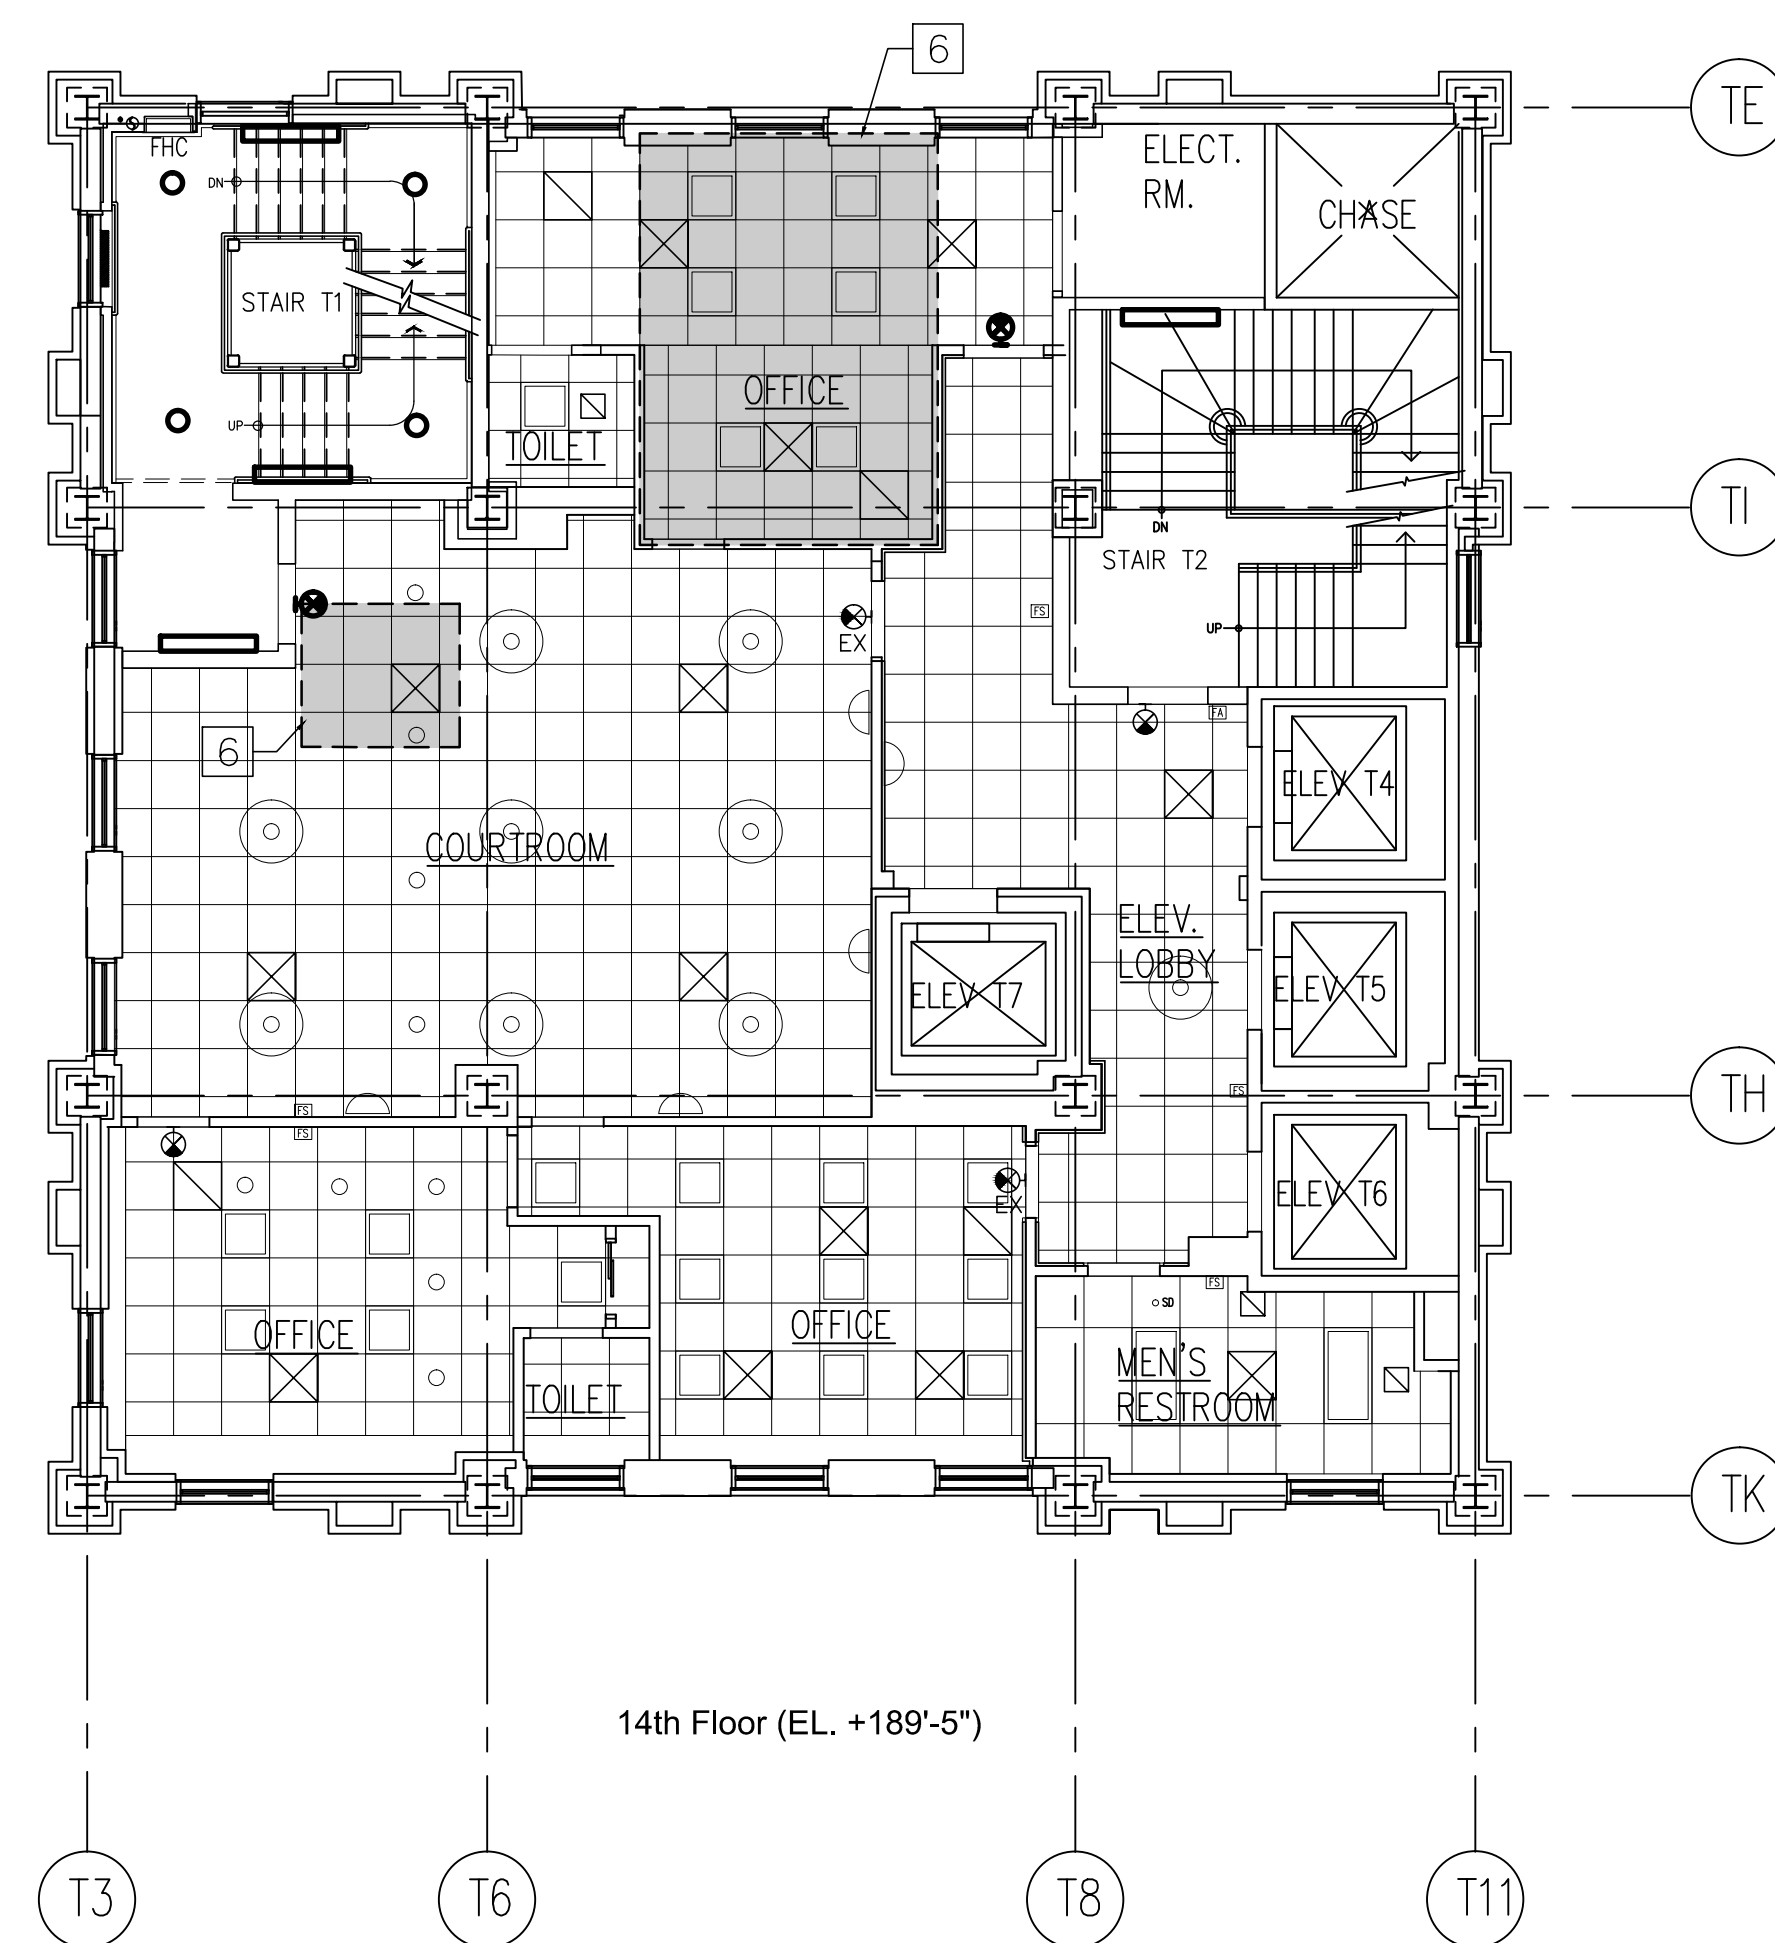 6
TE
FHC
ELECT.
RM.
CHASE
DN
STAIR T1
OFFICE
UP
TOILET
TI
DN
STAIR T2
FS
UP
EX
FA
6
ELEV T4
COURTROOM
ELEV.
LOBBY
ELEV T7
ELEV T5
FS
TH
FS
FS
EX
ELEV T6
FS
SD
OFFICE
OFFICE
MEN'S
RESTROOM
TOILET
TK
14th Floor (EL. +189'-5")
T3
T6
T8
T11